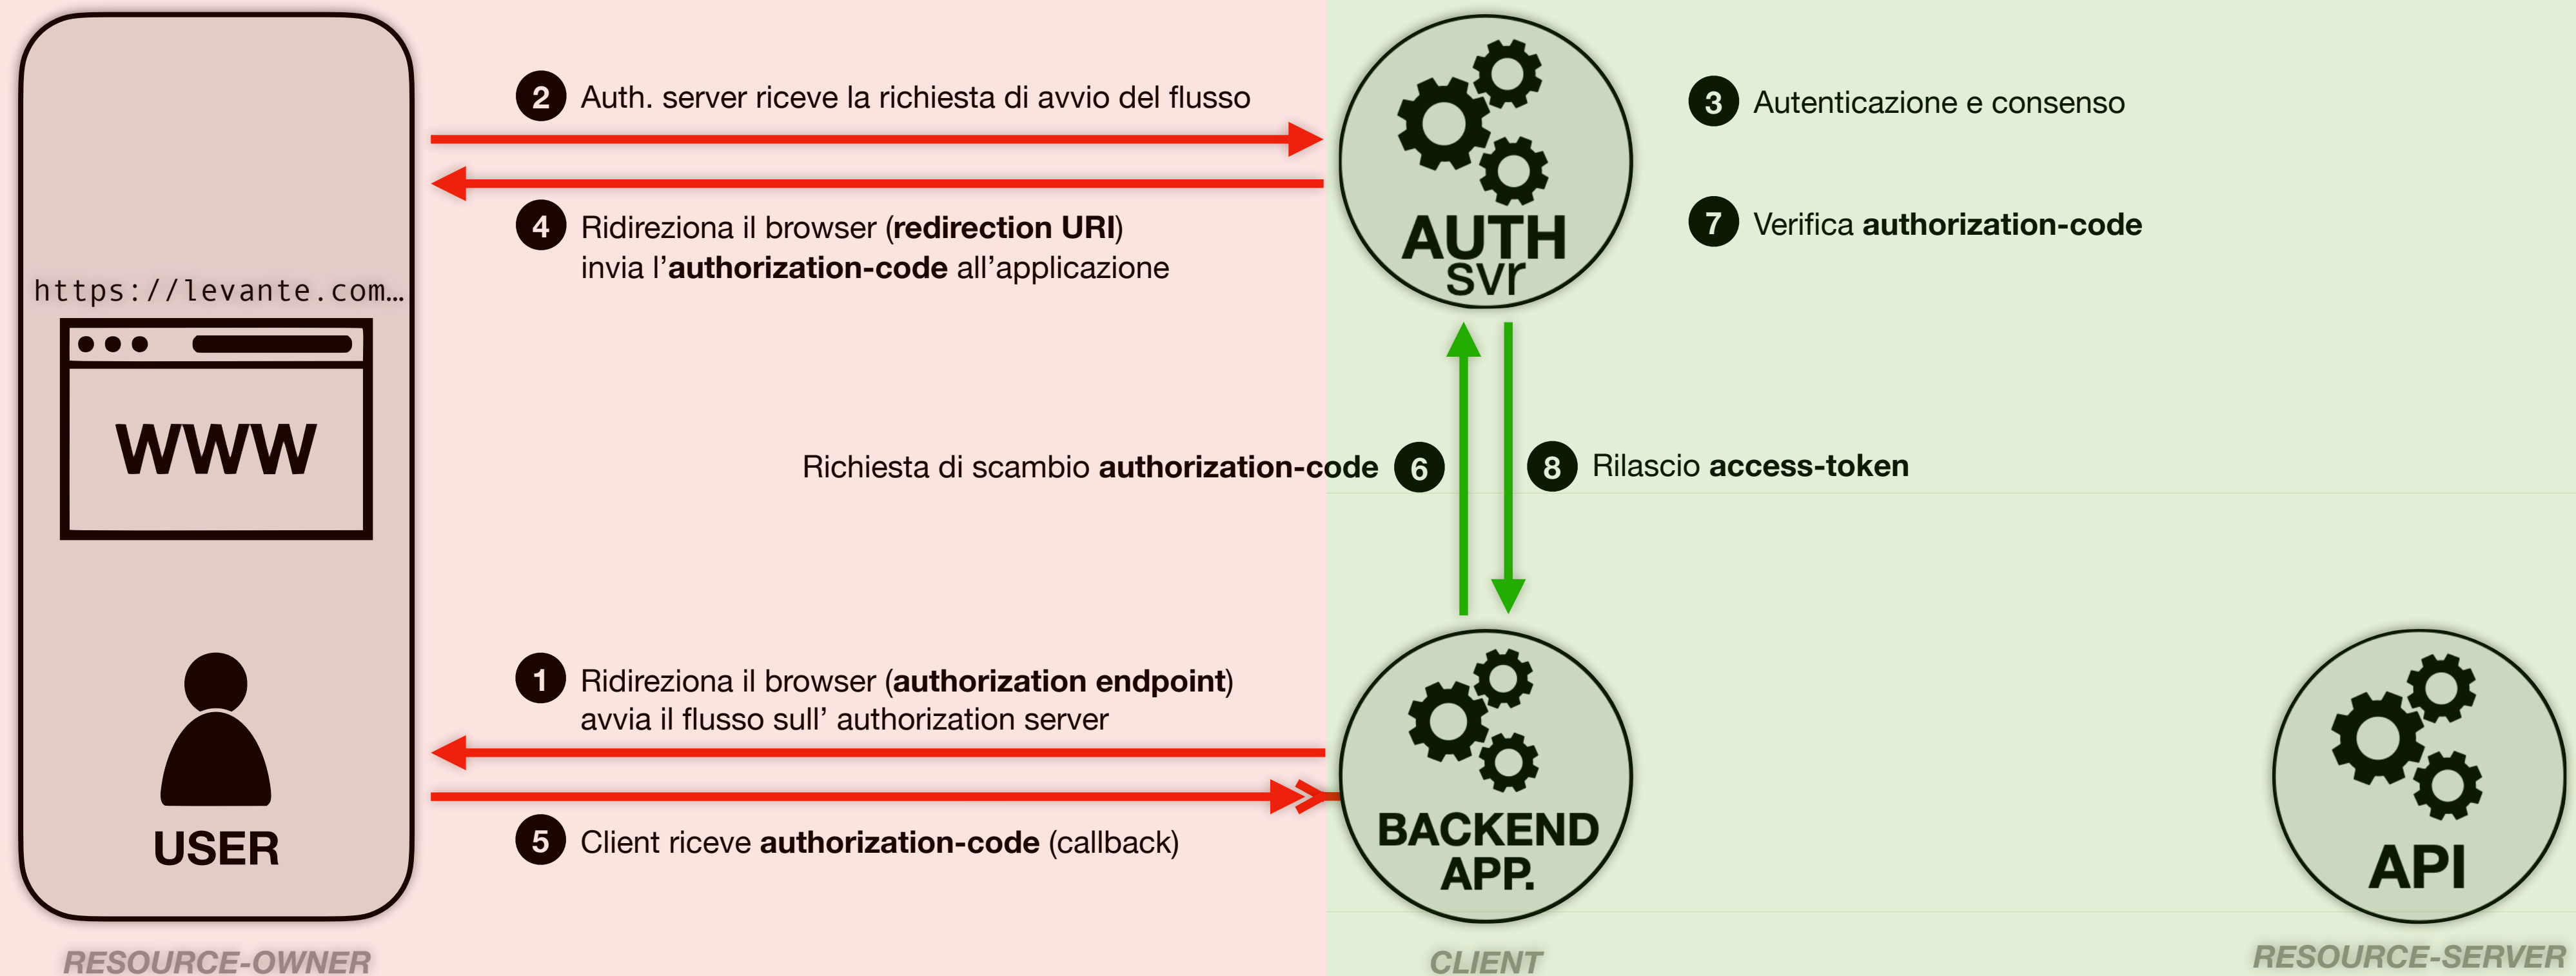 2 Auth. server riceve la richiesta di avvio del flusso
3 Autenticazione e consenso
4 Ridireziona il browser (redirection URI)
invia l’authorization-code all’applicazione
7 Verifica authorization-code
AUTH
svr
https://levante.com…
WWW
Richiesta di scambio authorization-code 6
8 Rilascio access-token
1 Ridireziona il browser (authorization endpoint)
avvia il flusso sull’ authorization server
5 Client riceve authorization-code (callback)
USER
BACKEND
APP.
API
RESOURCE-OWNER
CLIENT
RESOURCE-SERVER